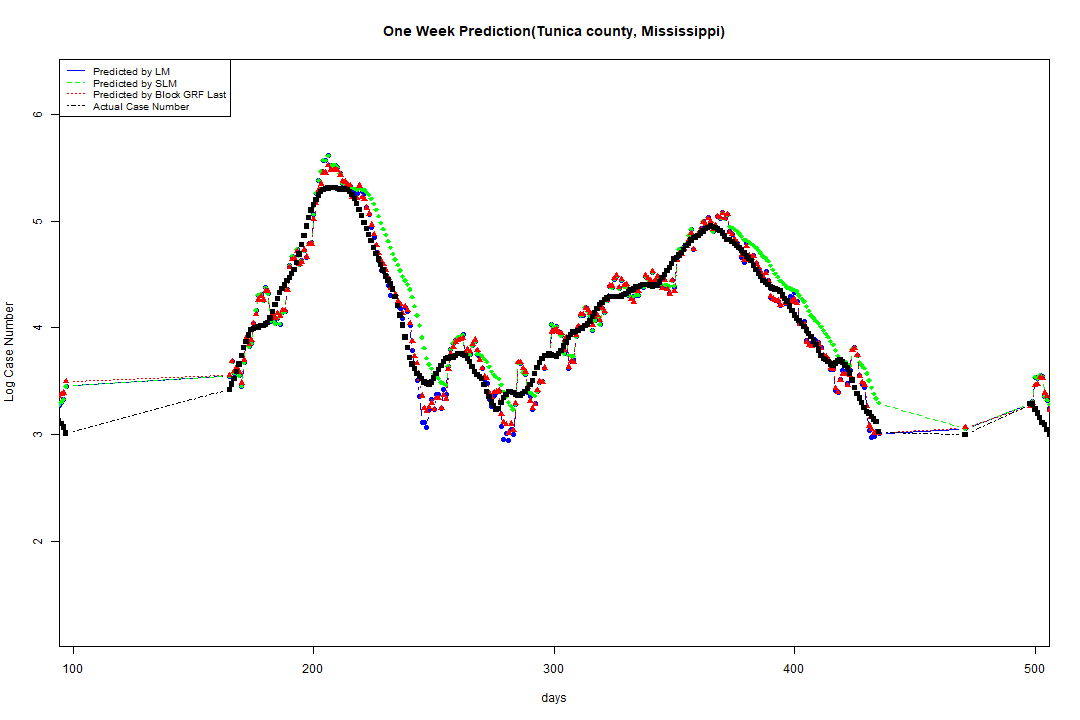 One Week Prediction(Tunica county, Mississippi)
Predicted by LM
Predicted by SLM
Predicted by Block GRF Last
Actual Case Number
6
5
4
3
2
Log Case Number
100 200 300 400 500
days